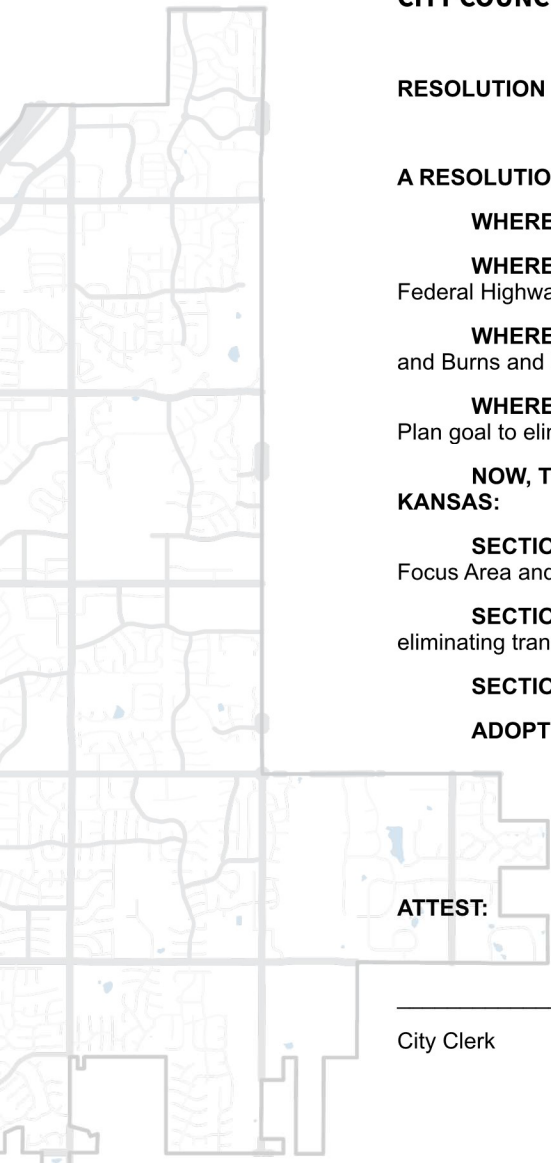 CITY COUNC
RESOLUTION
A RESOLUTIO
WHERE
WHERE
Federal Highwa
WHERE
and Burns and
WHERE
Plan goal to elin
NOW, T
KANSAS:
SECTIO
Focus Area and
SECTIO
eliminating tran
SECTIO
ADOPT
ATTEST:
City Clerk